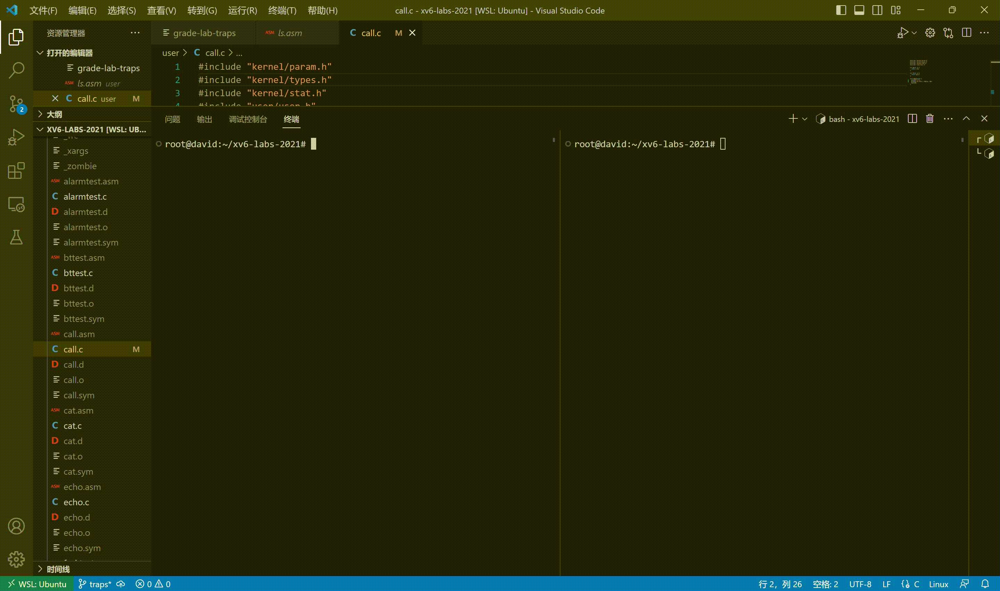 文件(F) 编辑(E) 选择(S) 查看(V) 转到(G) 运行(R) 终端(T) 帮助(H) call.c - xv6-labs-2021 [WSL: Ubuntu] - Visual Studio Code
资源管理器 ···
打开的编辑器
grade-lab-traps
ASM ls.asm user
C call.c user M
大纲
XV6-LABS-2021 [WSL: UB...
_wc
_xargs
_zombie
ASM alarmtest.asm
C alarmtest.c
D alarmtest.d
alarmtest.o
alarmtest.sym
ASM bttest.asm
C bttest.c
D bttest.d
bttest.o
bttest.sym
ASM call.asm
C call.c M
D call.d
call.o
call.sym
ASM cat.asm
C cat.c
D cat.d
cat.o
cat.sym
ASM echo.asm
C echo.c
D echo.d
echo.o
echo.sym
时间线
2
grade-lab-traps ASM ls.asm C call.c M
user > C call.c > ...
1 #include "kernel/param.h"
2 #include "kernel/types.h"
3 #include "kernel/stat.h"
4 #include "user/user.h"
问题 输出 调试控制台 终端 bash - xv6-labs-2021
root@david:~/xv6-labs-2021#
root@david:~/xv6-labs-2021#
WSL: Ubuntu traps* 0 0 行 2，列 26 空格: 2 UTF-8 LF C Linux